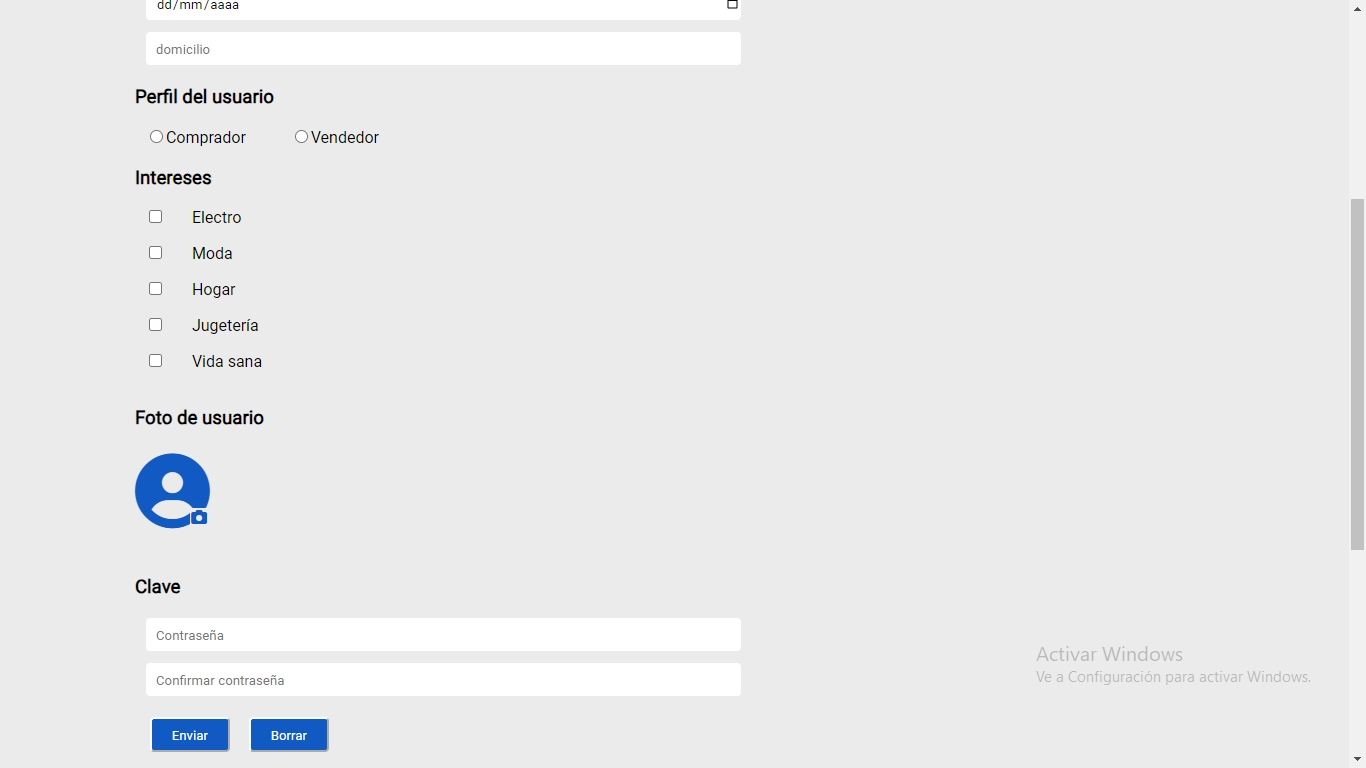 dd/mm/aaaa
domicilio
Perfil del usuario
Comprador Vendedor
Intereses
Electro
Moda
Hogar
Jugetería
Vida sana
Foto de usuario
Clave
Contraseña
Confirmar contraseña
Activar Windows
Ve a Configuración para activar Windows.
Enviar Borrar